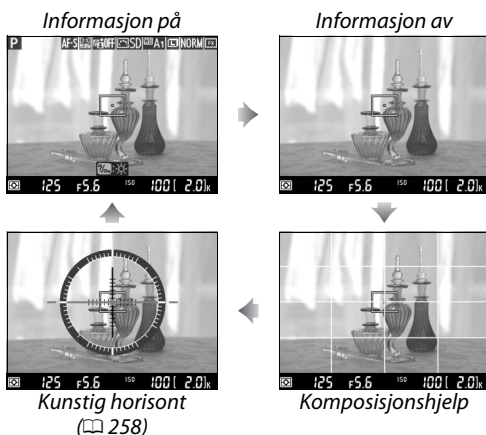 Informasjon på
Informasjon av
P AF-S OFF SD A1 L NORM FX
125 F5.6 ISO 100 [ 2.0]K
125 F5.6 ISO 100 [ 2.0]K
125 F5.6 ISO 100 [ 2.0]K
125 F5.6 ISO 100 [ 2.0]K
Kunstig horisont
(258)
Komposisjonshjelp